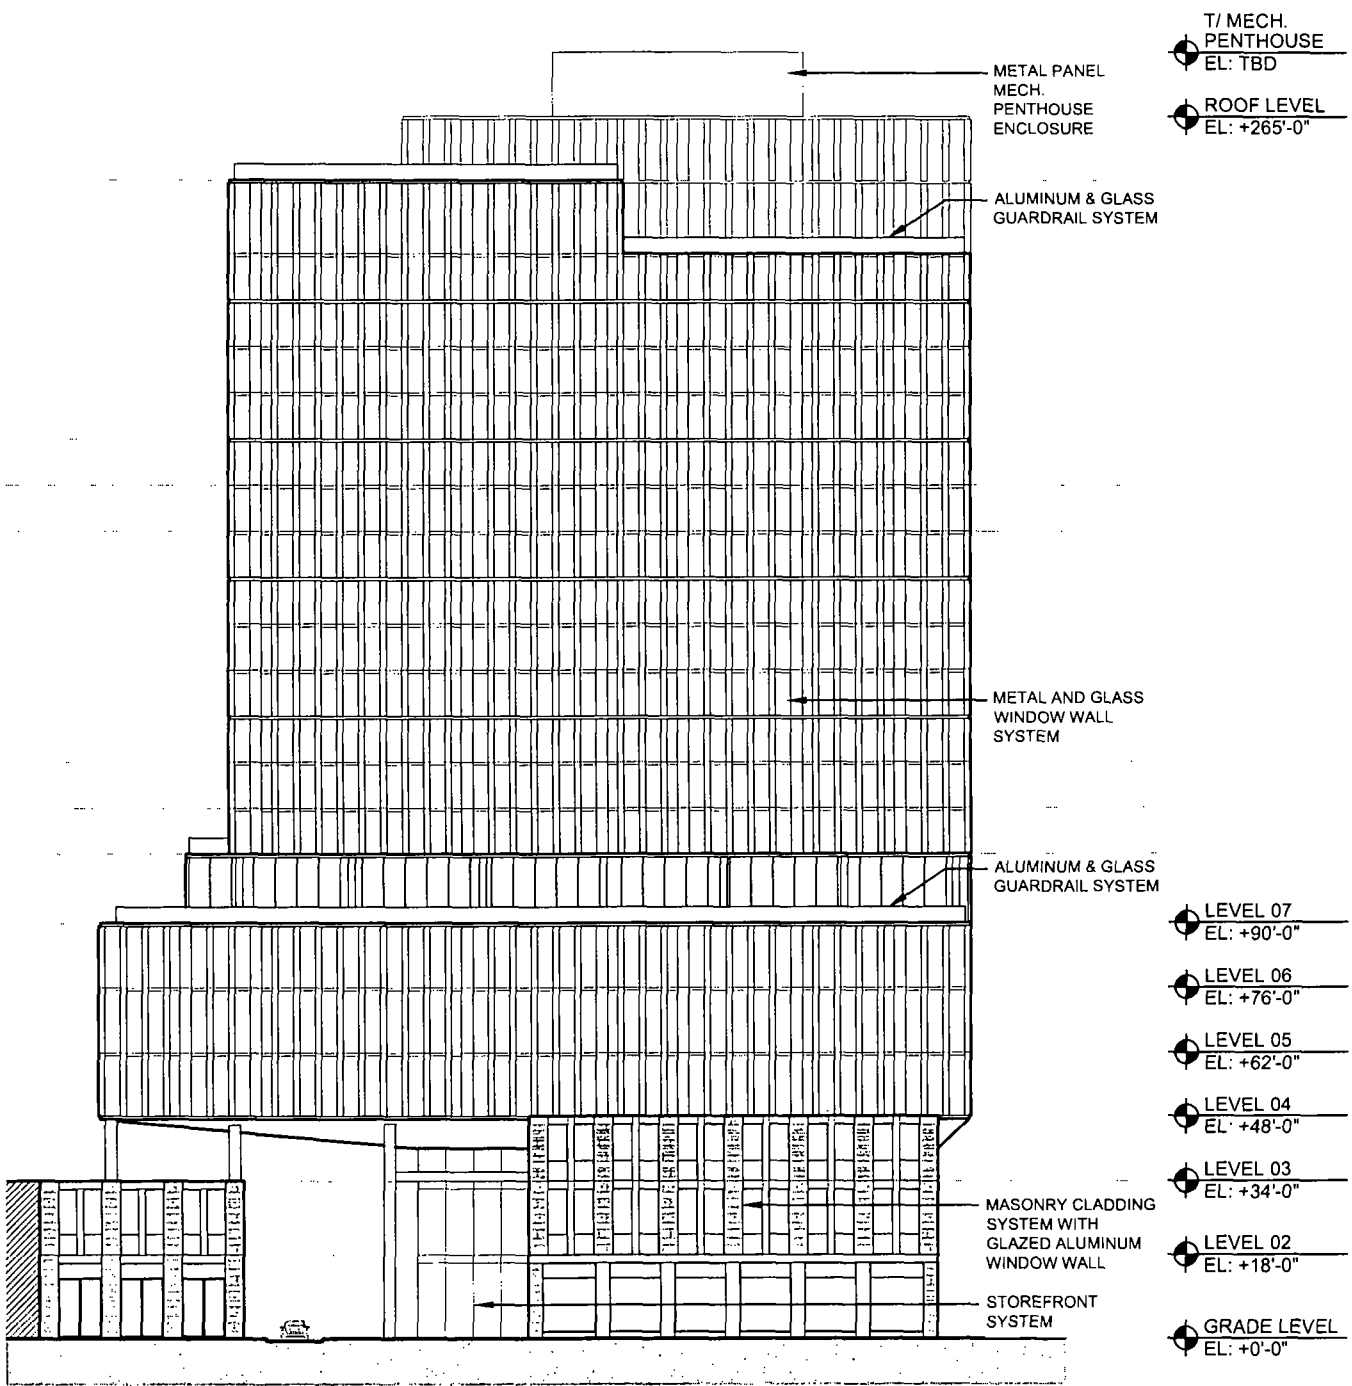 T/ MECH.
PENTHOUSE
EL: TBD
METAL PANEL
MECH.
PENTHOUSE
ENCLOSURE
ROOF LEVEL
EL: +265'-0"
ALUMINUM & GLASS
GUARDRAIL SYSTEM
METAL AND GLASS
WINDOW WALL
SYSTEM
ALUMINUM & GLASS
GUARDRAIL SYSTEM
LEVEL 07
EL: +90'-0"
LEVEL 06
EL: +76'-0"
LEVEL 05
EL: +62'-0"
LEVEL 04
EL: +48'-0"
LEVEL 03
EL: +34'-0"
MASONRY CLADDING
SYSTEM WITH
GLAZED ALUMINUM
WINDOW WALL
LEVEL 02
EL: +18'-0"
STOREFRONT
SYSTEM
GRADE LEVEL
EL: +0'-0"